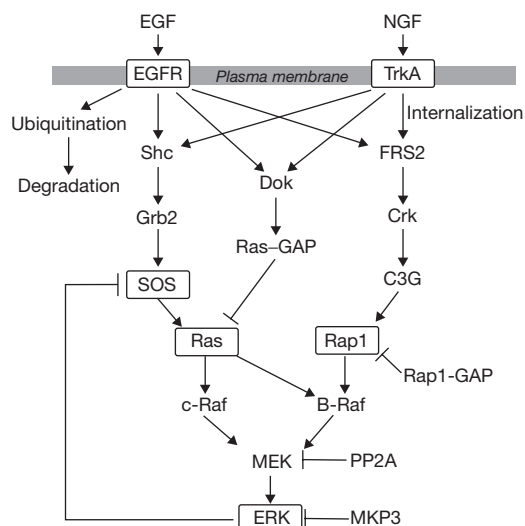 EGF
NGF
EGFR
Plasma membrane
TrkA
Ubiquitination
Internalization
Shc
FRS2
Degradation
Dok
Grb2
Crk
Ras–GAP
SOS
C3G
Ras
Rap1
Rap1-GAP
c-Raf
B-Raf
MEK
PP2A
ERK
MKP3